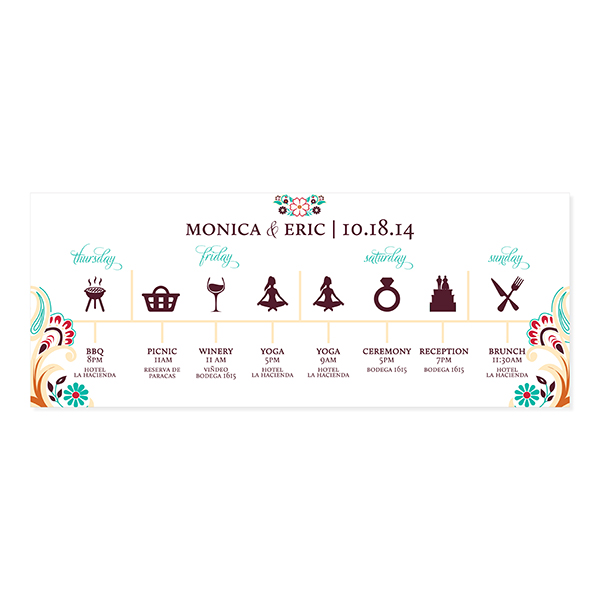 MONICA & ERIC | 10.18.14
thursday
friday
saturday
sunday
BBQ
8PM
HOTEL
LA HACIENDA
PICNIC
11AM
RESERVA DE
PARACAS
WINERY
11 AM
VIÑDEO
BODEGA 1615
YOGA
5PM
HOTEL
LA HACIENDA
YOGA
9AM
HOTEL
LA HACIENDA
CEREMONY
5PM
BODEGA 1615
RECEPTION
7PM
BODEGA 1615
BRUNCH
11:30AM
HOTEL
LA HACIENDA